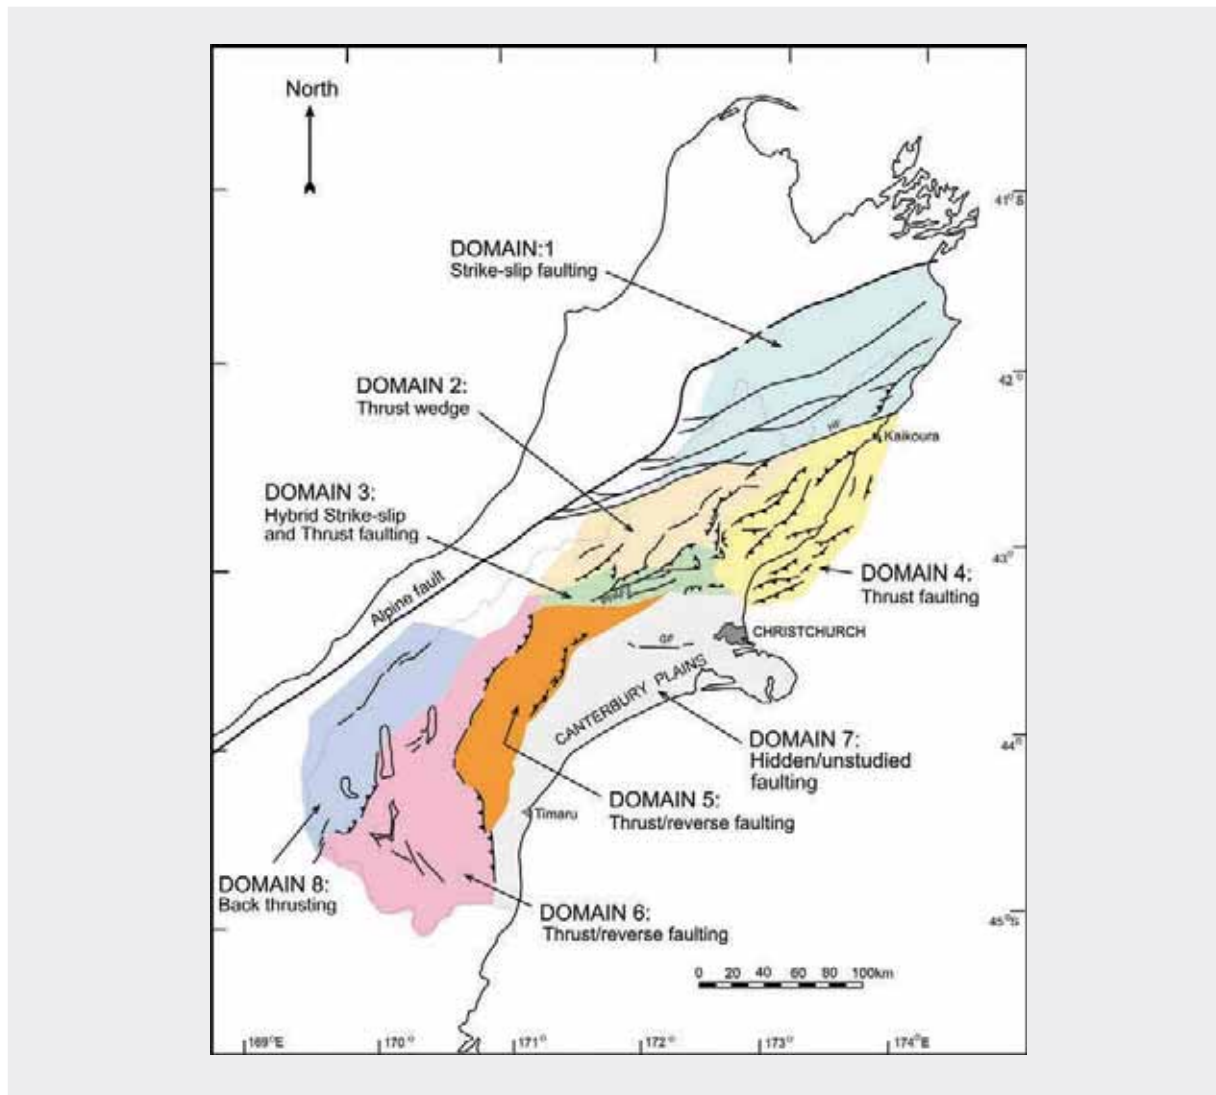 North
41°S
DOMAIN:1
Strike-slip faulting
42°
DOMAIN 2:
Thrust wedge
HF
Kaikoura
DOMAIN 3:
Hybrid Strike-slip
and Thrust faulting
43°
DOMAIN 4:
Thrust faulting
Alpine fault
GF
CHRISTCHURCH
CANTERBURY PLAINS
DOMAIN 7:
Hidden/unstudied
faulting
44°
DOMAIN 5:
Thrust/reverse faulting
Timaru
DOMAIN 8:
Back thrusting
DOMAIN 6:
Thrust/reverse faulting
45°S
0 20 40 60 80 100km
169°E 170° 171° 172° 173° 174°E